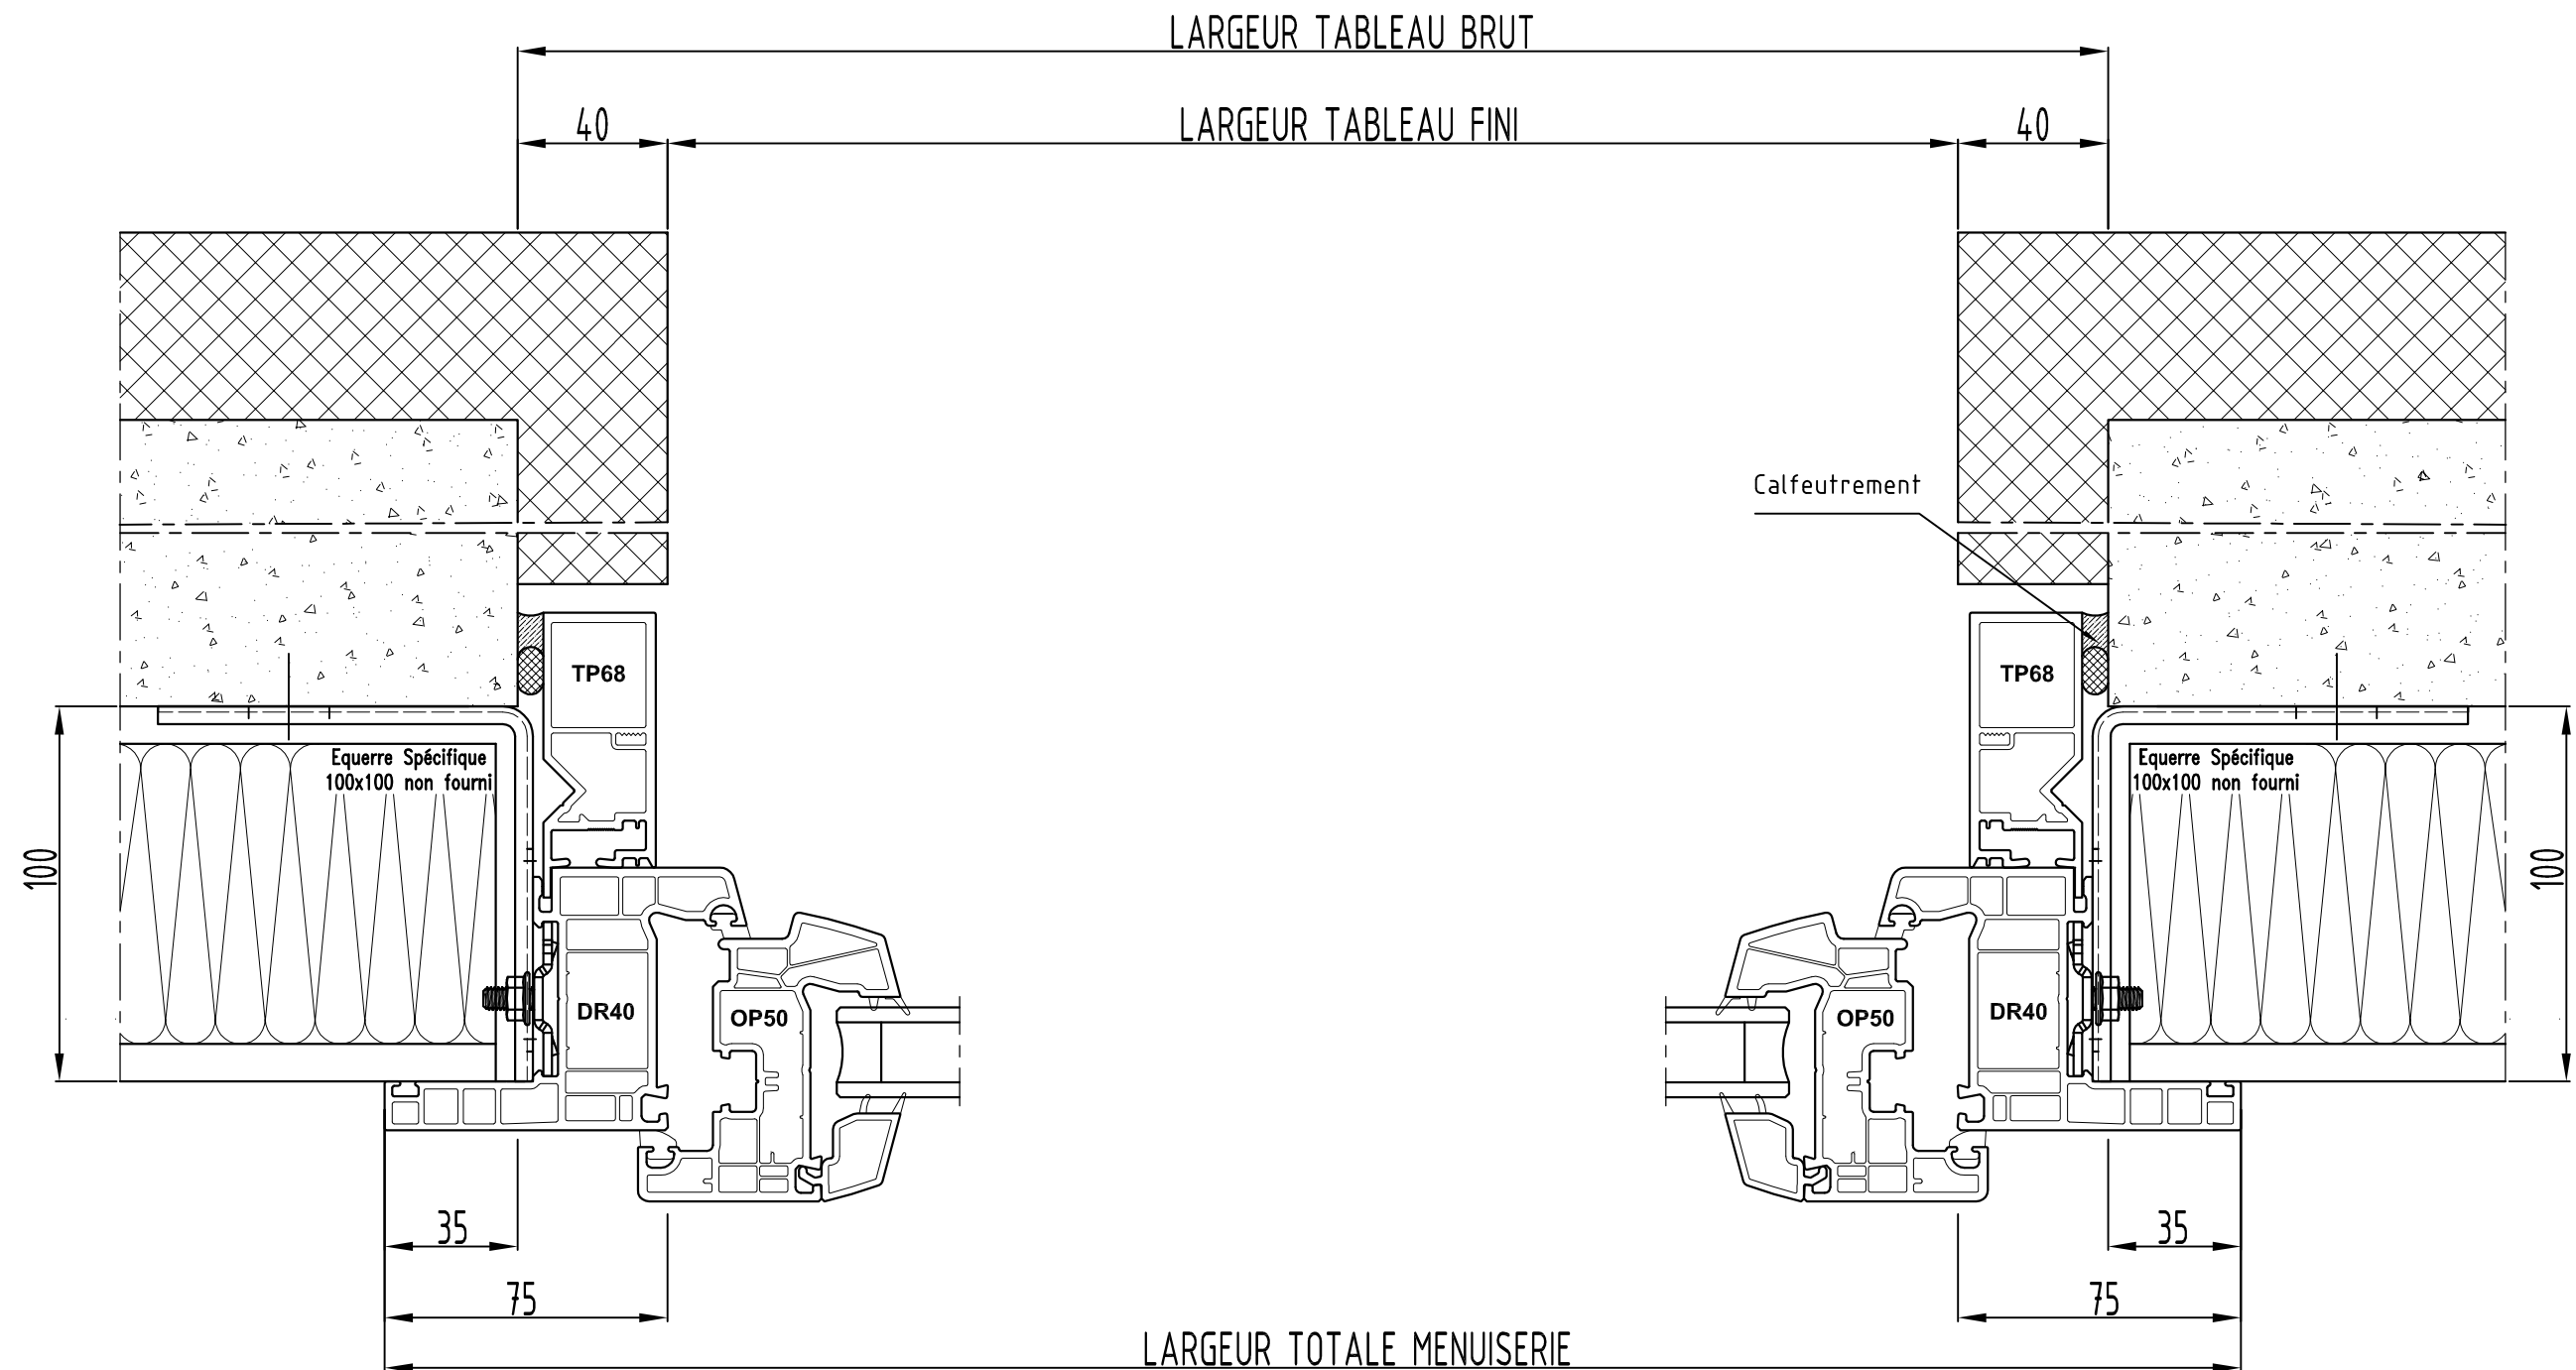 LARGEUR TABLEAU BRUT
40
LARGEUR TABLEAU FINI
40
Calfeutrement
TP68
TP68
Equerre Spécifique
100x100 non fourni
Equerre Spécifique
100x100 non fourni
100
100
DR40
OP50
OP50
DR40
35
35
75
75
LARGEUR TOTALE MENUISERIE